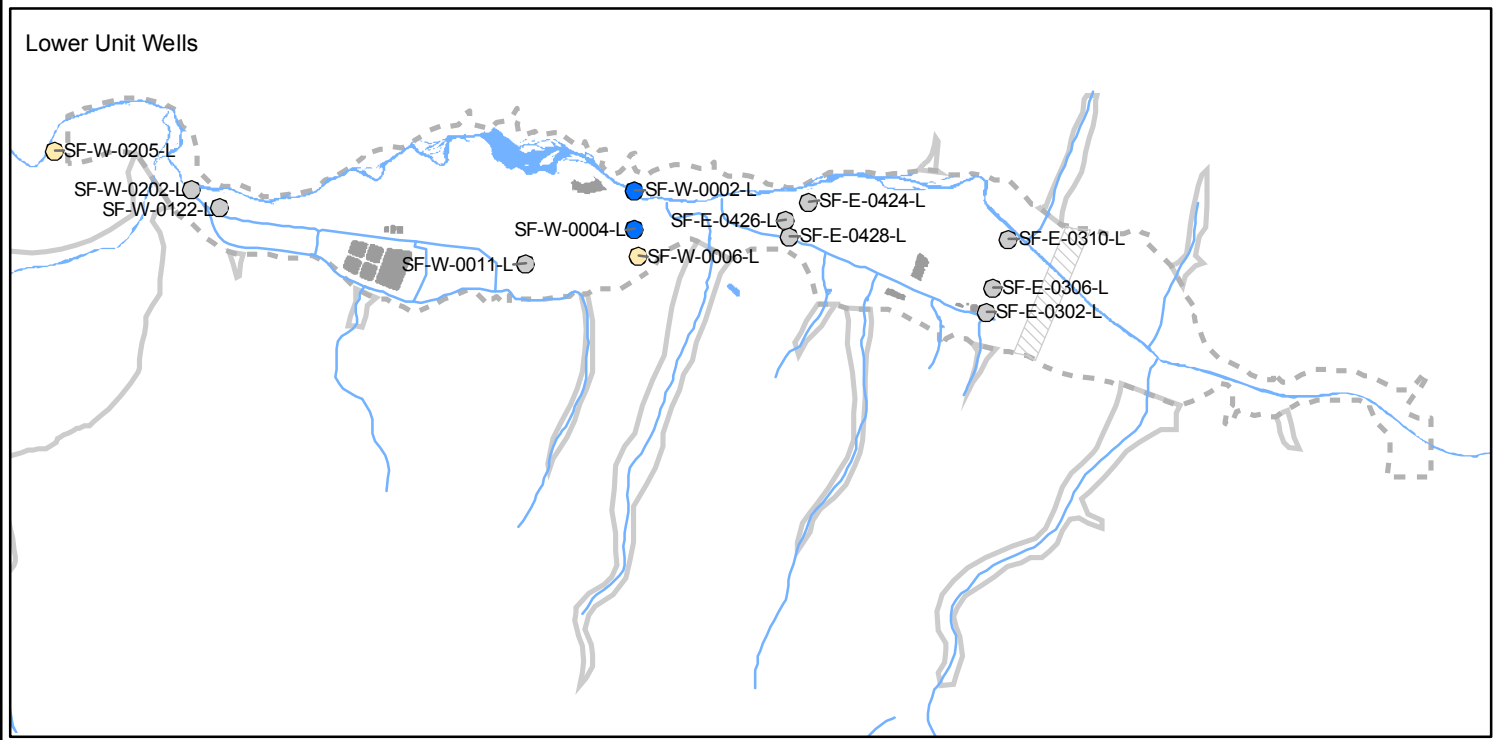 Lower Unit Wells
SF-W-0205-L
SF-W-0202-L
SF-W-0122-L
SF-W-0002-L
SF-E-0424-L
SF-E-0426-L
SF-W-0004-L
SF-E-0428-L
SF-E-0310-L
SF-W-0006-L
SF-W-0011-L
SF-E-0306-L
SF-E-0302-L